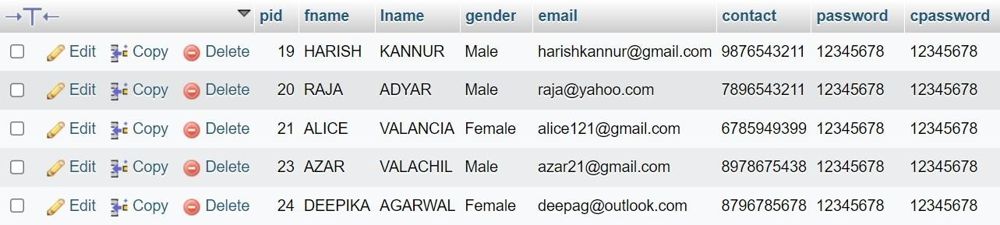 pid fname lname gender email contact password cpassword
Edit Copy Delete 19 HARISH KANNUR Male harishkannur@gmail.com 9876543211 12345678 12345678
Edit Copy Delete 20 RAJA ADYAR Male raja@yahoo.com 7896543211 12345678 12345678
Edit Copy Delete 21 ALICE VALANCIA Female alice121@gmail.com 6785949399 12345678 12345678
Edit Copy Delete 23 AZAR VALACHIL Male azar21@gmail.com 8978675438 12345678 12345678
Edit Copy Delete 24 DEEPIKA AGARWAL Female deepag@outlook.com 8796785678 12345678 12345678